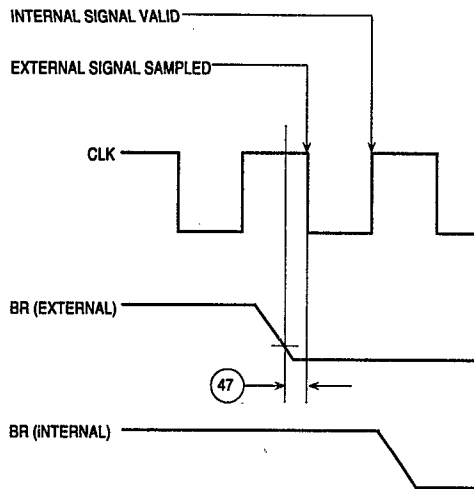 INTERNAL SIGNAL VALID
EXTERNAL SIGNAL SAMPLED
CLK
BR (EXTERNAL)
47
BR (iNTERNAL)